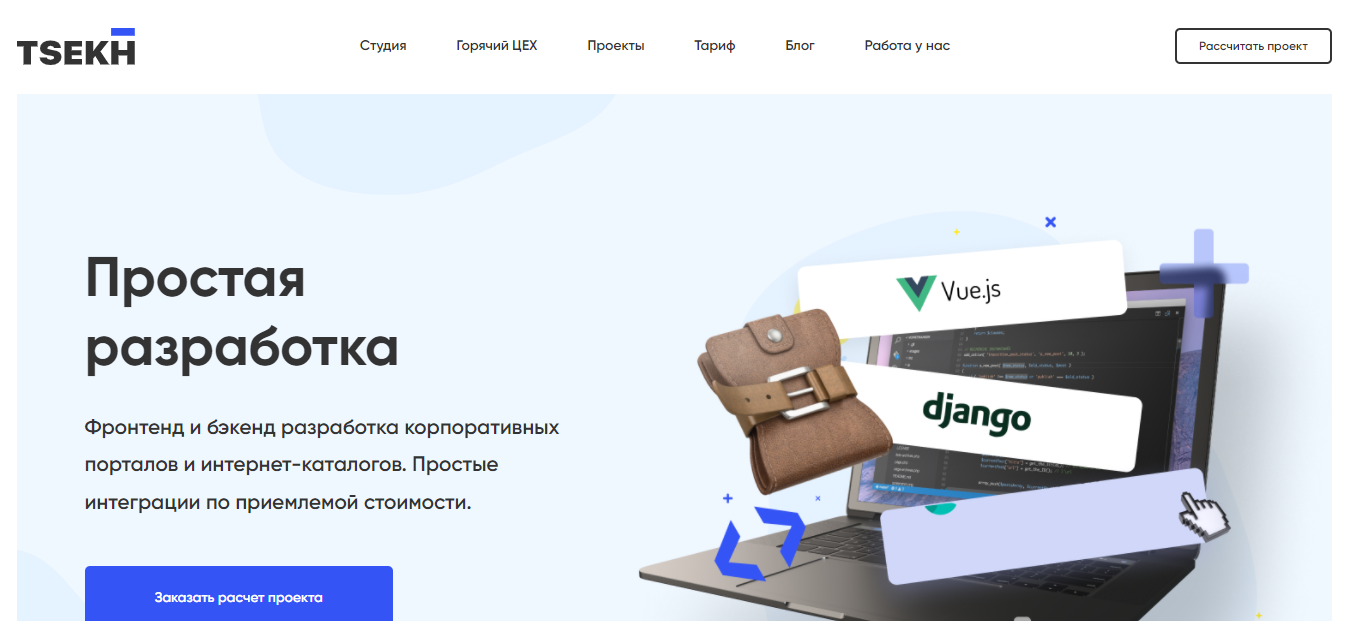 TSEKH
Студия
Горячий ЦЕХ
Проекты
Тариф
Блог
Работа у нас
Рассчитать проект
Простая
разработка
Фронтенд и бэкенд разработка корпоративных
порталов и интернет-каталогов. Простые
интеграции по приемлемой стоимости.
Заказать расчет проекта
Vue.js
django